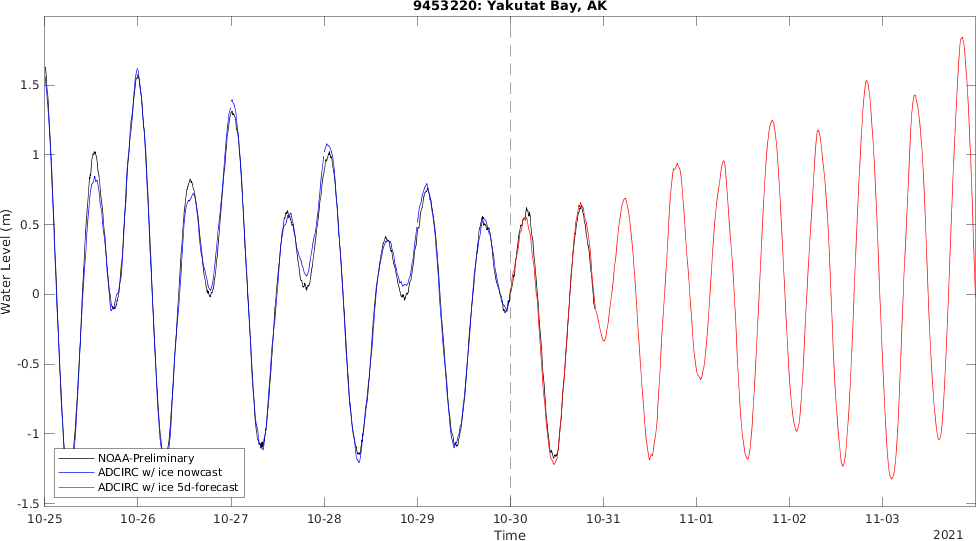 9453220: Yakutat Bay, AK
Water Level (m)
1.5
1
0.5
0
-0.5
-1
-1.5
NOAA-Preliminary
ADCIRC w/ ice nowcast
ADCIRC w/ ice 5d-forecast
10-25 10-26 10-27 10-28 10-29 10-30 10-31 11-01 11-02 11-03
Time
2021